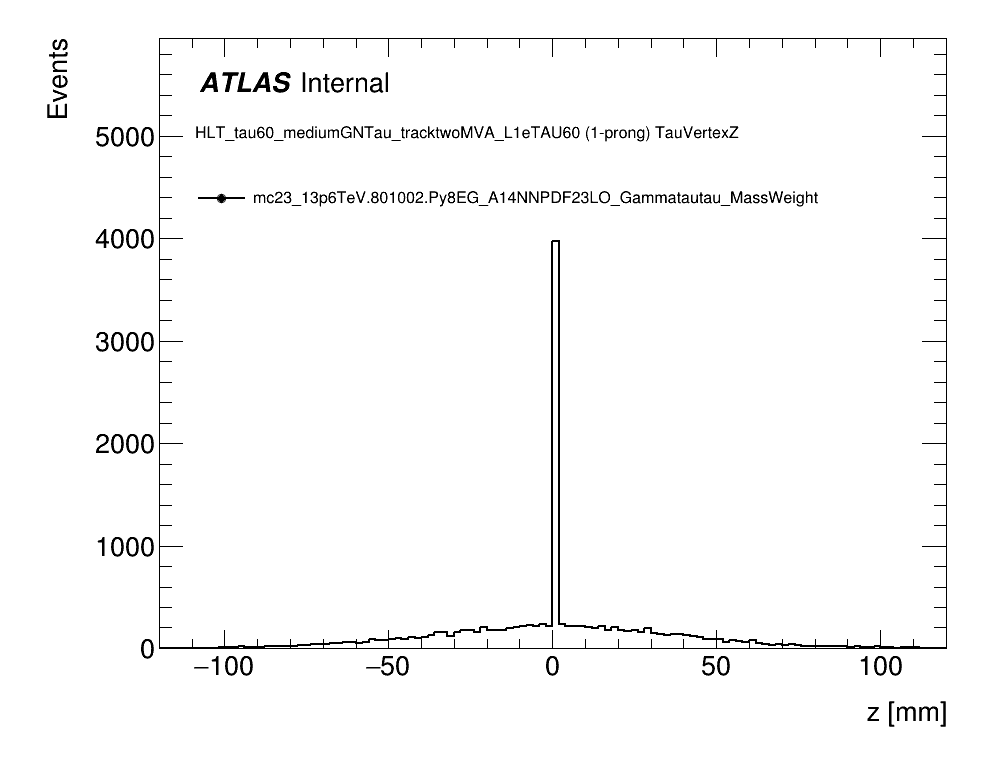 Events
ATLAS Internal
HLT_tau60_mediumGNTau_tracktwoMVA_L1eTAU60 (1-prong) TauVertexZ
mc23_13p6TeV.801002.Py8EG_A14NNPDF23LO_Gammatautau_MassWeight
5000
4000
3000
2000
1000
0
−100 −50 0 50 100
z [mm]